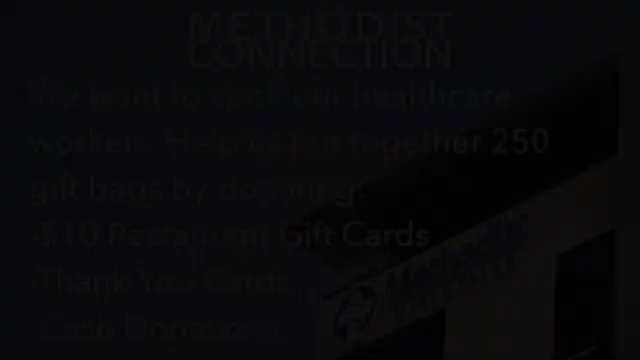 METHODIST
CONNECTION
We want to spoil our healthcare
workers. Help us put together 250
gift bags by donating:
-$10 Restaurant Gift Cards
-Thank You Cards
-Cash Donations